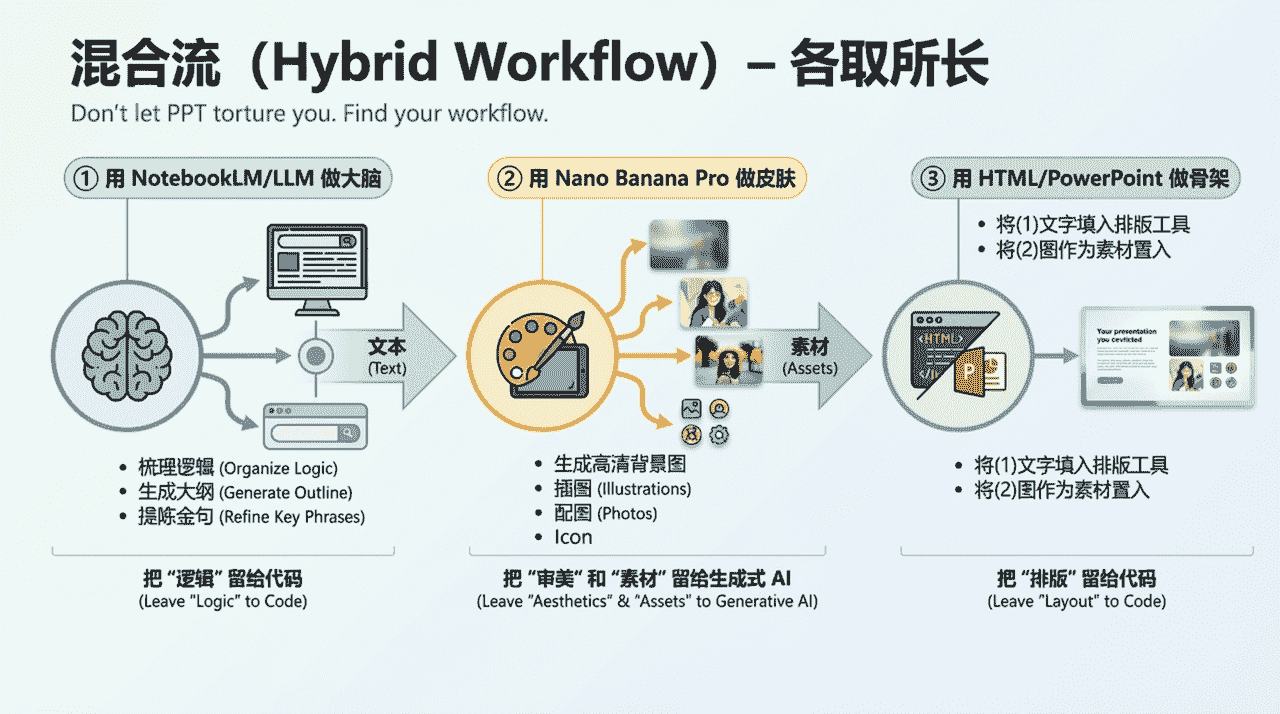 混合流（Hybrid Workflow）– 各取所长
Don't let PPT torture you. Find your workflow.
① 用 NotebookLM/LLM 做大脑
文本
(Text)
• 梳理逻辑 (Organize Logic)
• 生成大纲 (Generate Outline)
• 提陈金句 (Refine Key Phrases)
把 “逻辑” 留给代码
(Leave "Logic" to Code)
② 用 Nano Banana Pro 做皮肤
素材
(Assets)
• 生成高清背景图
• 插图 (Illustrations)
• 配图 (Photos)
• Icon
把 “审美” 和 “素材” 留给生成式 AI
(Leave "Aesthetics" & "Assets" to Generative AI)
③ 用 HTML/PowerPoint 做骨架
• 将(1)文字填入排版工具
• 将(2)图作为素材置入
<HTML>
</
P
Your presentation
you cevficted
• 将(1)文字填入排版工具
• 将(2)图作为素材置入
把 “排版” 留给代码
(Leave "Layout" to Code)